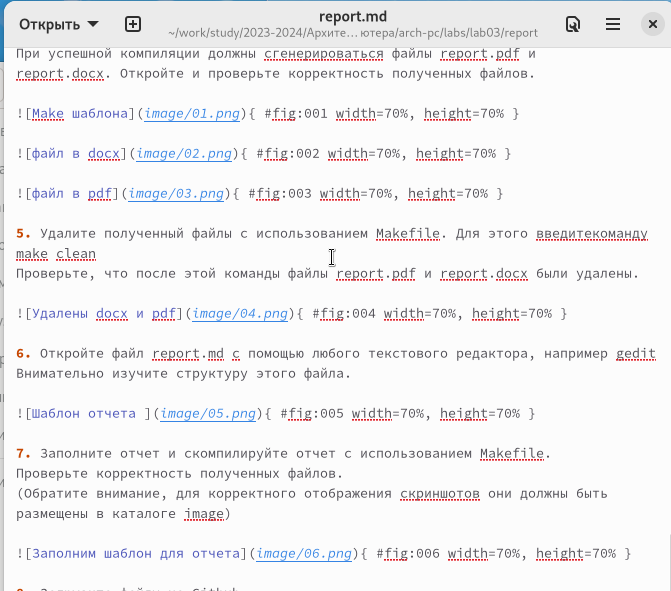 Открыть
report.md
~/work/study/2023-2024/Архите…ютера/arch-pc/labs/lab03/report
При успешной компиляции должны сгенерироваться файлы report.pdf и
report.docx. Откройте и проверьте корректность полученных файлов.
![Make шаблона](image/01.png){ #fig:001 width=70%, height=70% }
![файл в docx](image/02.png){ #fig:002 width=70%, height=70% }
![файл в pdf](image/03.png){ #fig:003 width=70%, height=70% }
5. Удалите полученный файлы с использованием Makefile. Для этого введитекоманду
make clean
Проверьте, что после этой команды файлы report.pdf и report.docx были удалены.
![Удалены docx и pdf](image/04.png){ #fig:004 width=70%, height=70% }
6. Откройте файл report.md с помощью любого текстового редактора, например gedit
Внимательно изучите структуру этого файла.
![Шаблон отчета ](image/05.png){ #fig:005 width=70%, height=70% }
7. Заполните отчет и скомпилируйте отчет с использованием Makefile.
Проверьте корректность полученных файлов.
(Обратите внимание, для корректного отображения скриншотов они должны быть
размещены в каталоге image)
![Заполним шаблон для отчета](image/06.png){ #fig:006 width=70%, height=70% }